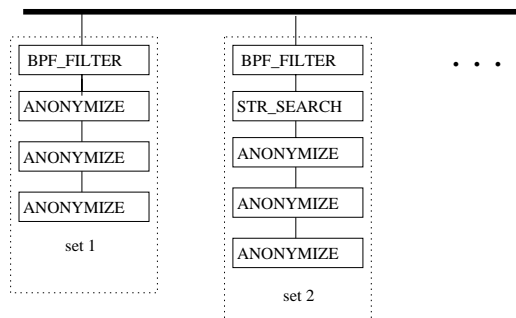 BPF_FILTER
ANONYMIZE
ANONYMIZE
ANONYMIZE
set 1
BPF_FILTER
STR_SEARCH
ANONYMIZE
ANONYMIZE
ANONYMIZE
set 2
. . .